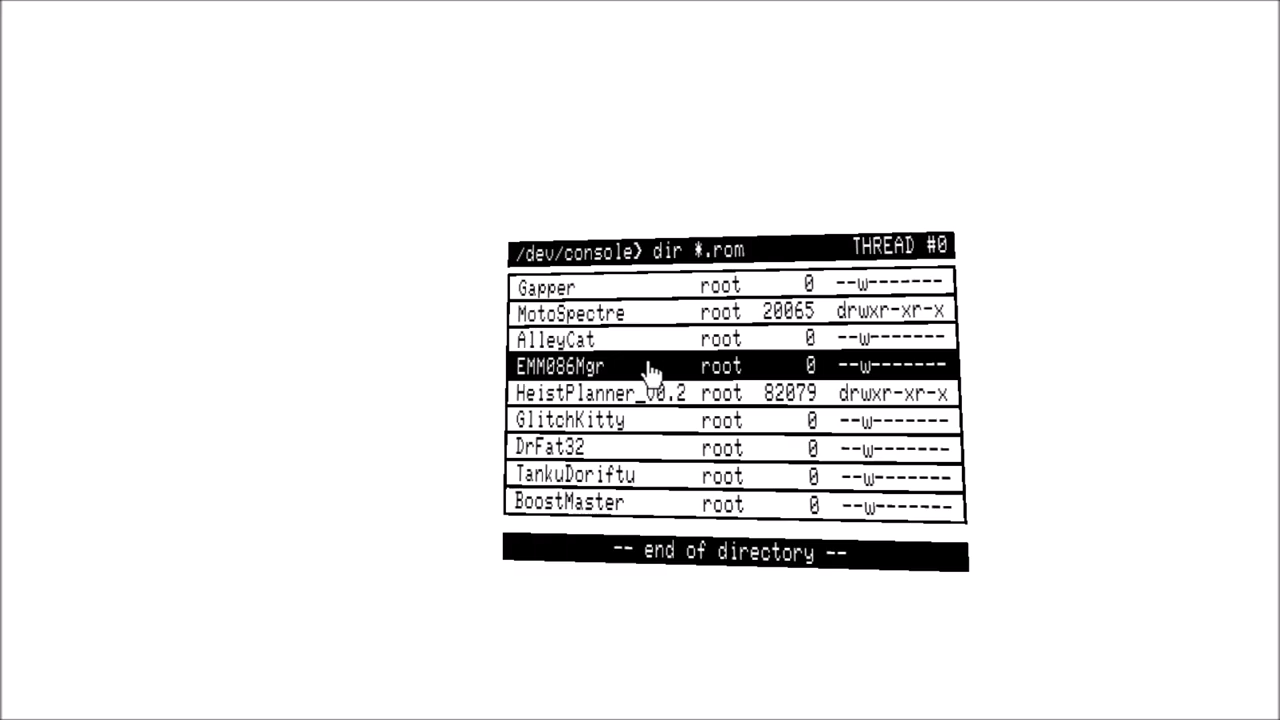 /dev/console> dir *.rom THREAD #0
Gapper root 0 --w-------
MotoSpectre root 20065 drwxr-xr-x
AlleyCat root 0 --w-------
EMM086Mgr root 0 --w-------
HeistPlanner_v0.2 root 82079 drwxr-xr-x
GlitchKitty root 0 --w-------
DrFat32 root 0 --w-------
TankuDoriftu root 0 --w-------
BoostMaster root 0 --w-------
-- end of directory --